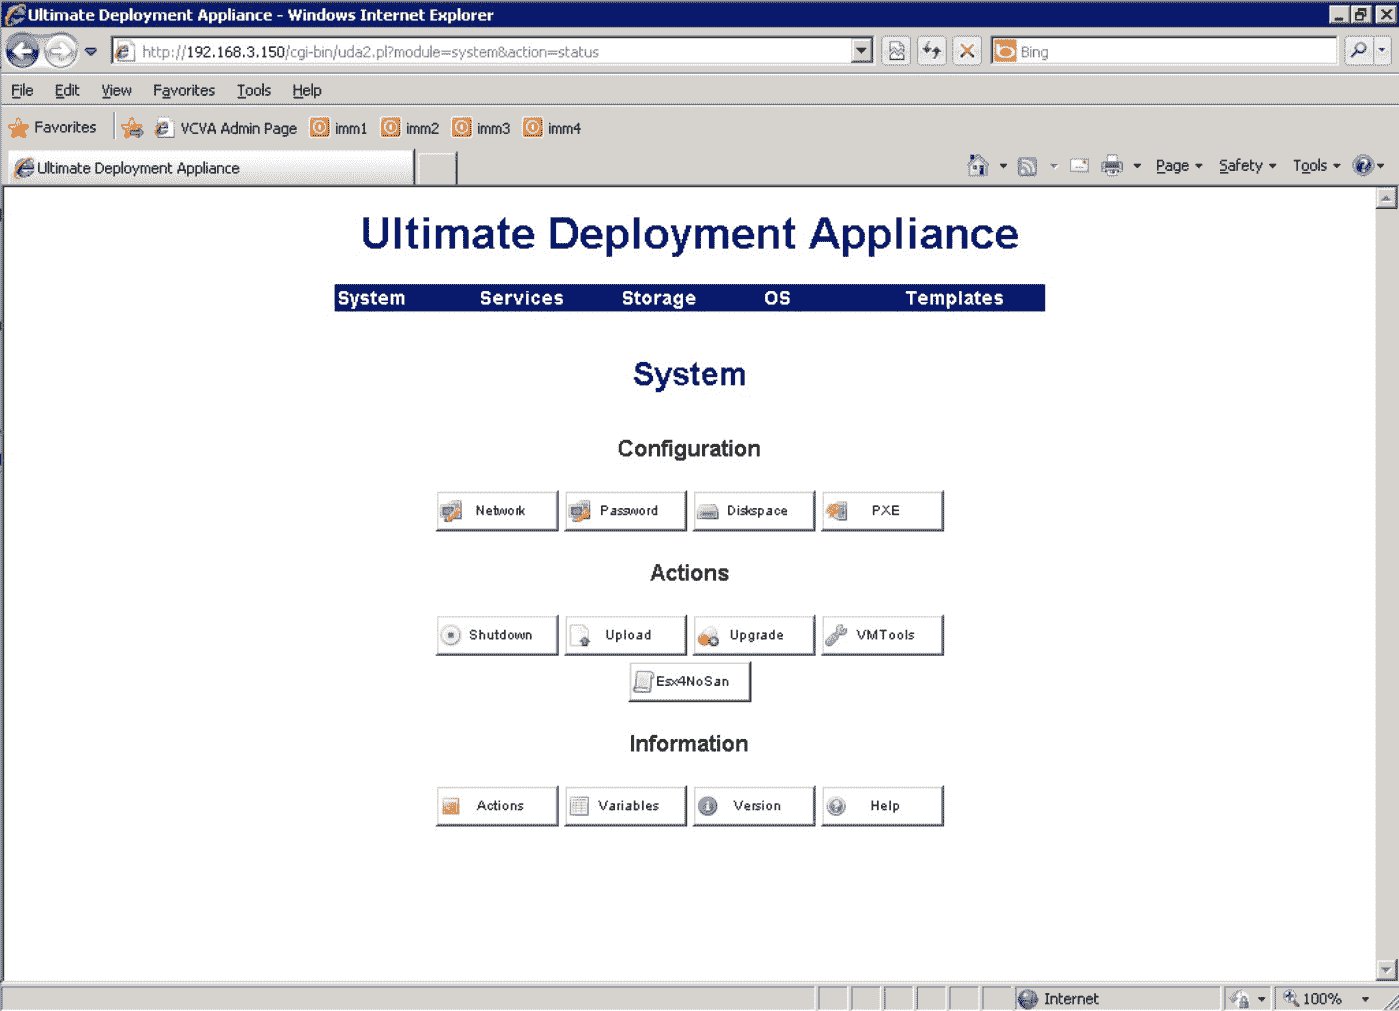 Ultimate Deployment Appliance - Windows Internet Explorer
http://192.168.3.150/cgi-bin/uda2.pl?module=system&action=status
Bing
File Edit View Favorites Tools Help
Favorites VCVA Admin Page imm1 imm2 imm3 imm4
Ultimate Deployment Appliance
Page Safety Tools
Ultimate Deployment Appliance
System Services Storage OS Templates
System
Configuration
Network Password Diskspace PXE
Actions
Shutdown Upload Upgrade VMTools
Esx4NoSan
Information
Actions Variables Version Help
Internet 100%